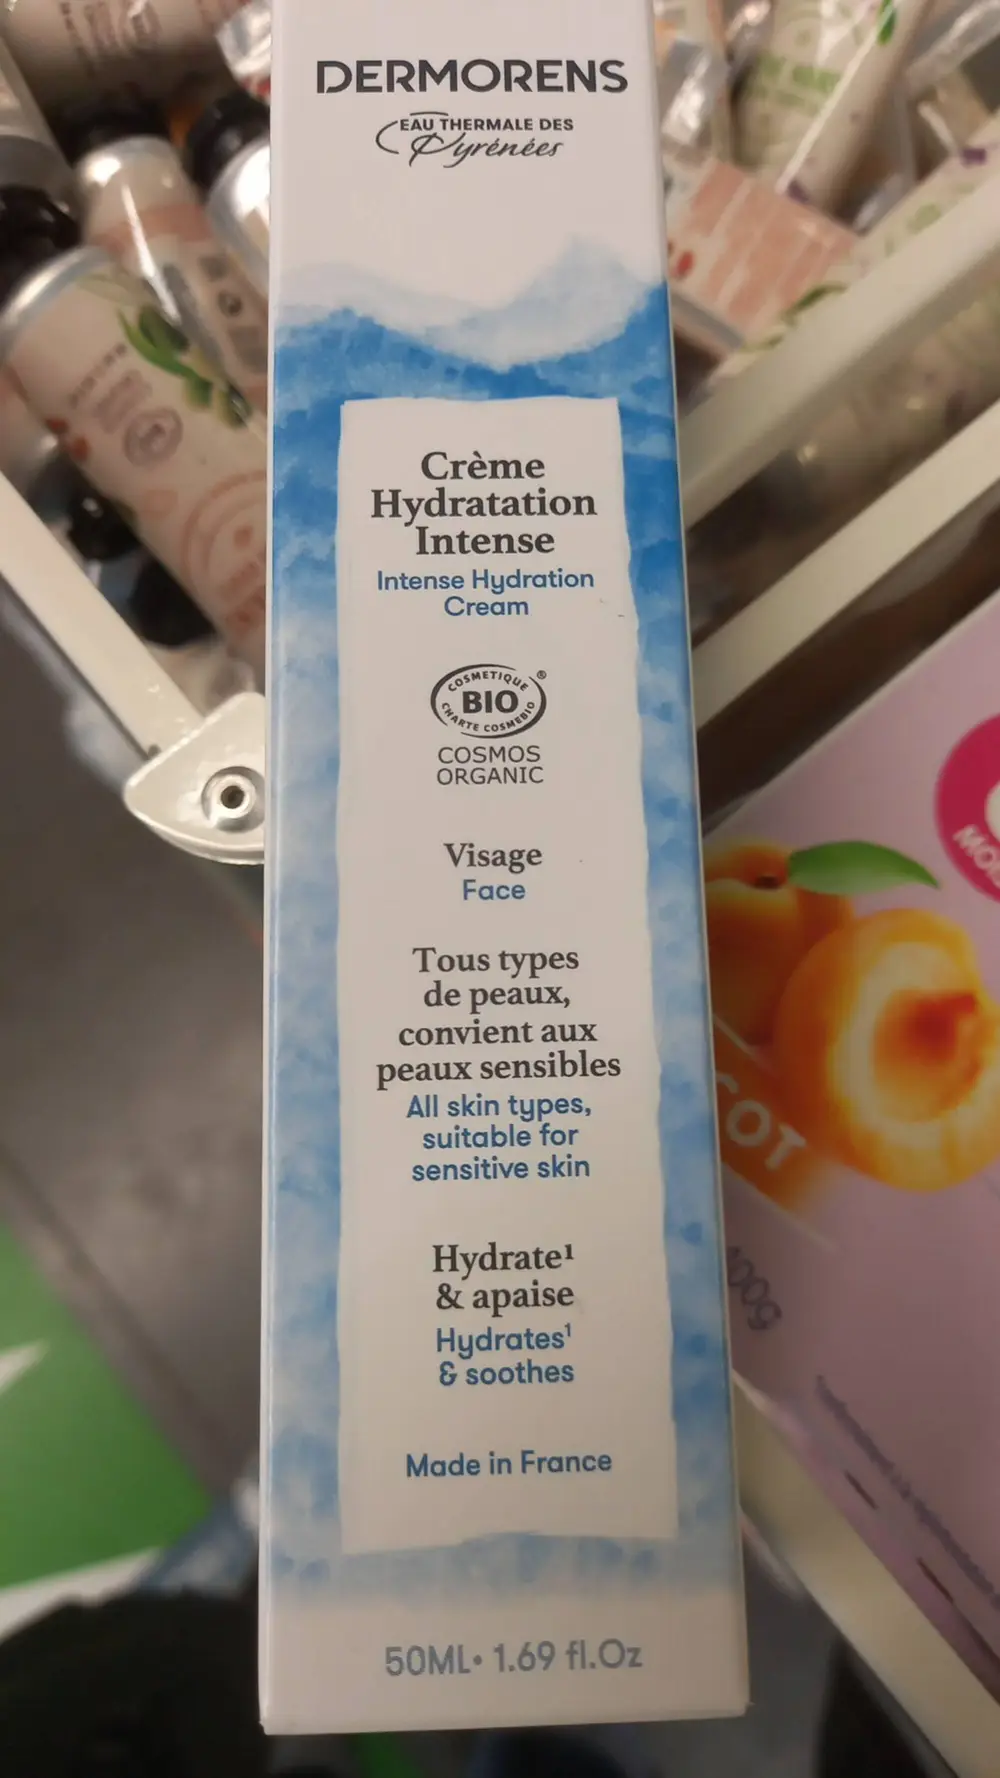 DERMORENS
EAU THERMALE DES
Pyrénées
Crème
Hydratation
Intense
Intense Hydration
Cream
COSMETIQUE
BIO
CHARTE COSMEBIO
®
COSMOS
ORGANIC
Visage
Face
Tous types
de peaux,
convient aux
peaux sensibles
All skin types,
suitable for
sensitive skin
Hydrate¹
& apaise
Hydrates¹
& soothes
Made in France
50ML• 1.69 fl.Oz
COT
100g